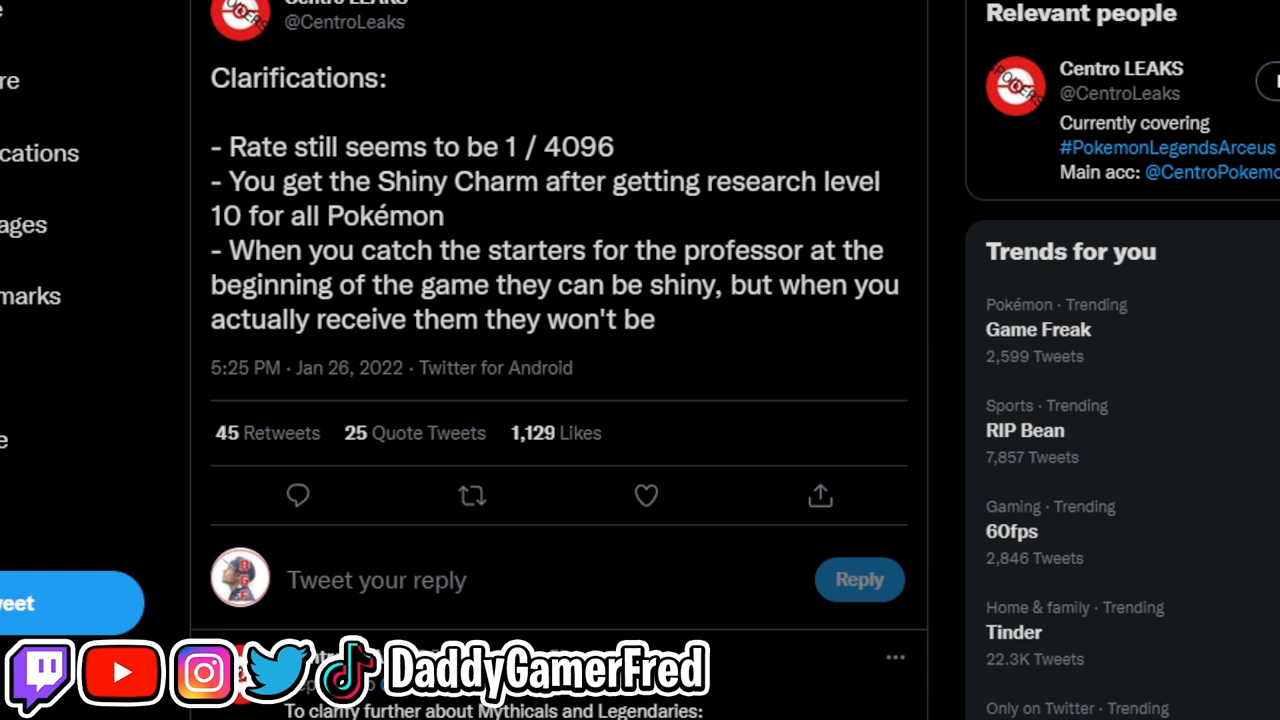 Centro LEAKS
@CentroLeaks
Clarifications:
- Rate still seems to be 1 / 4096
- You get the Shiny Charm after getting research level
10 for all Pokémon
- When you catch the starters for the professor at the
beginning of the game they can be shiny, but when you
actually receive them they won't be
5:25 PM · Jan 26, 2022 · Twitter for Android
45 Retweets 25 Quote Tweets 1,129 Likes
Tweet your reply
Reply
To clarify further about Mythicals and Legendaries:
DaddyGamerFred
re
cations
ages
marks
e
eet
Relevant people
Centro LEAKS
@CentroLeaks
Currently covering
#PokemonLegendsArceus
Main acc: @CentroPokemo
Trends for you
Pokémon · Trending
Game Freak
2,599 Tweets
Sports · Trending
RIP Bean
7,857 Tweets
Gaming · Trending
60fps
2,846 Tweets
Home & family · Trending
Tinder
22.3K Tweets
Only on Twitter · Trending